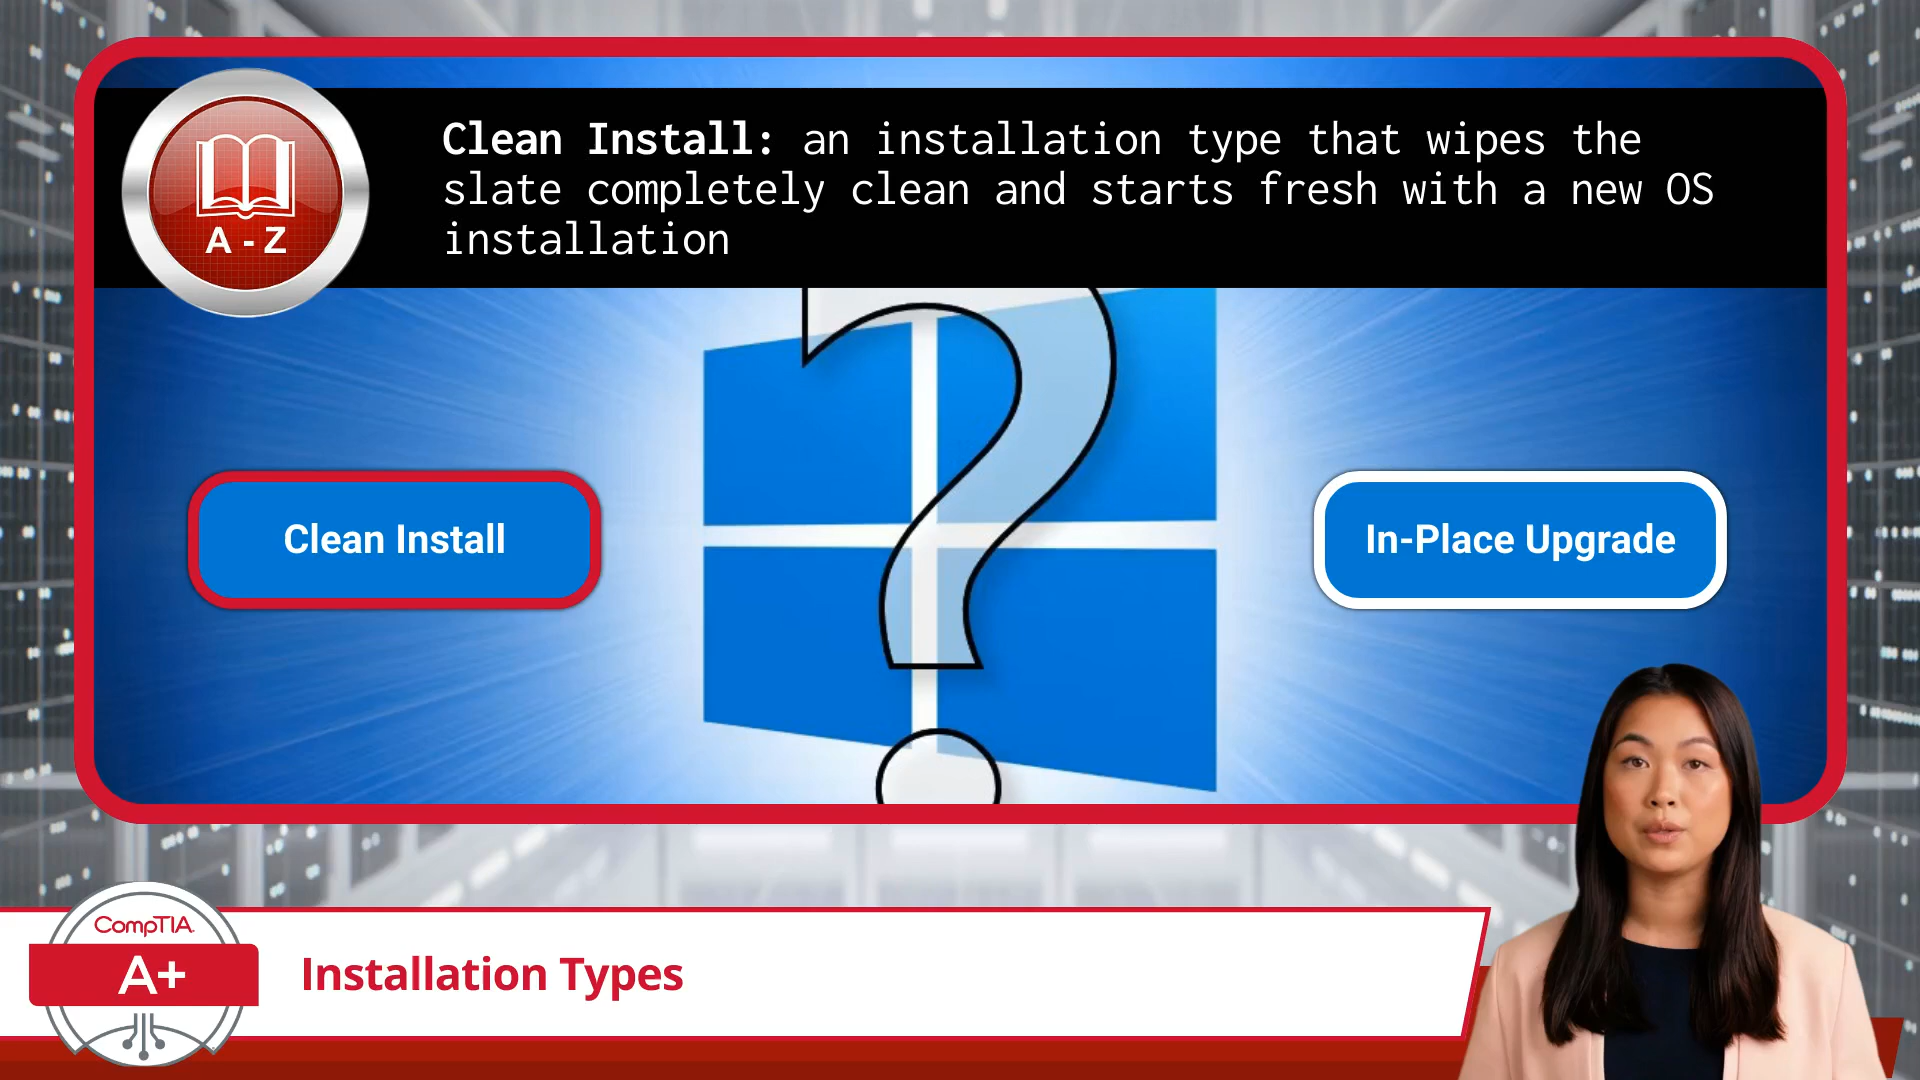 Clean Install: an installation type that wipes the
slate completely clean and starts fresh with a new OS
installation
A - Z
Clean Install
In-Place Upgrade
CompTIA
A+
Installation Types